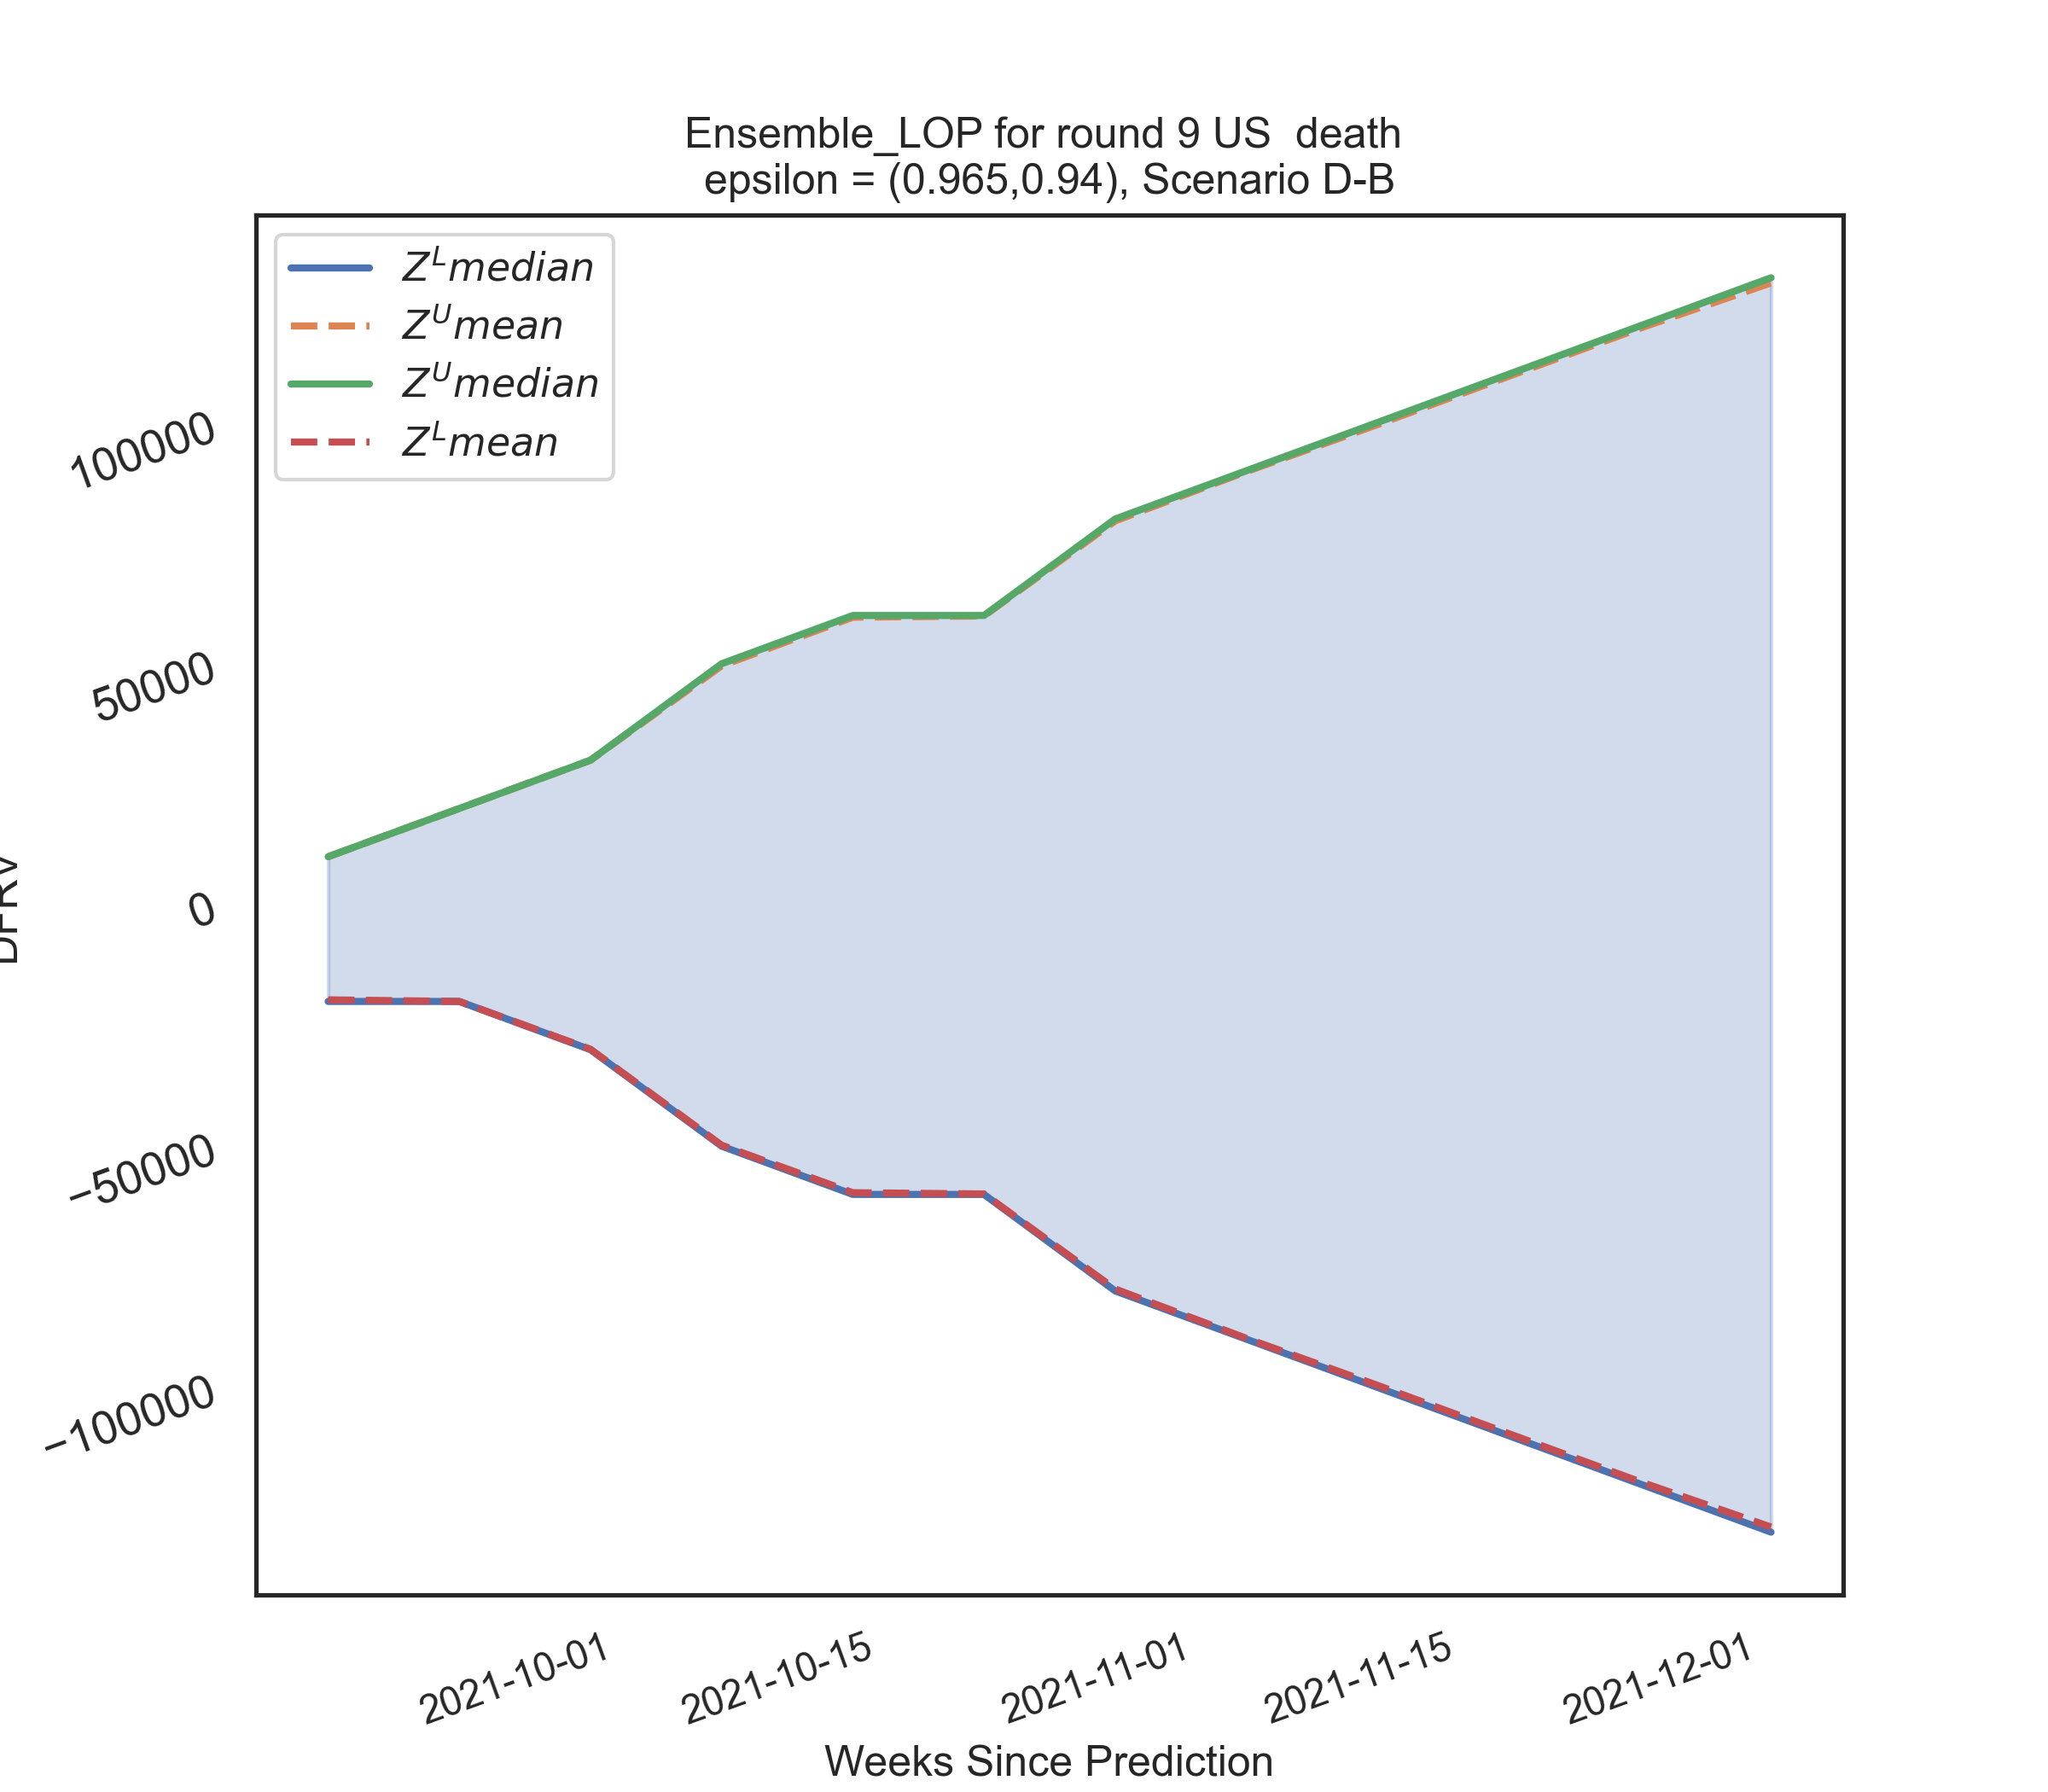 Ensemble_LOP for round 9 US  death
epsilon = (0.965,0.94), Scenario D-B
Z^L median
Z^U mean
Z^U median
Z^L mean
100000
50000
0
−50000
−100000
2021-10-01
2021-10-15
2021-11-01
2021-11-15
2021-12-01
Weeks Since Prediction